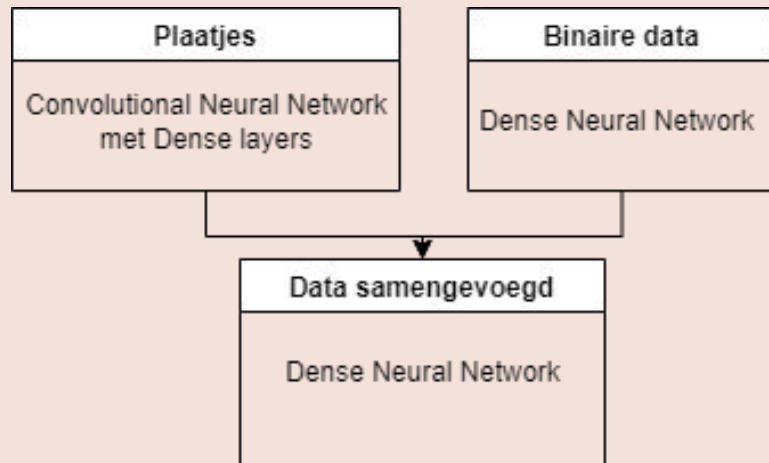 Plaatjes
Convolutional Neural Network
met Dense layers
Binaire data
Dense Neural Network
Data samengevoegd
Dense Neural Network